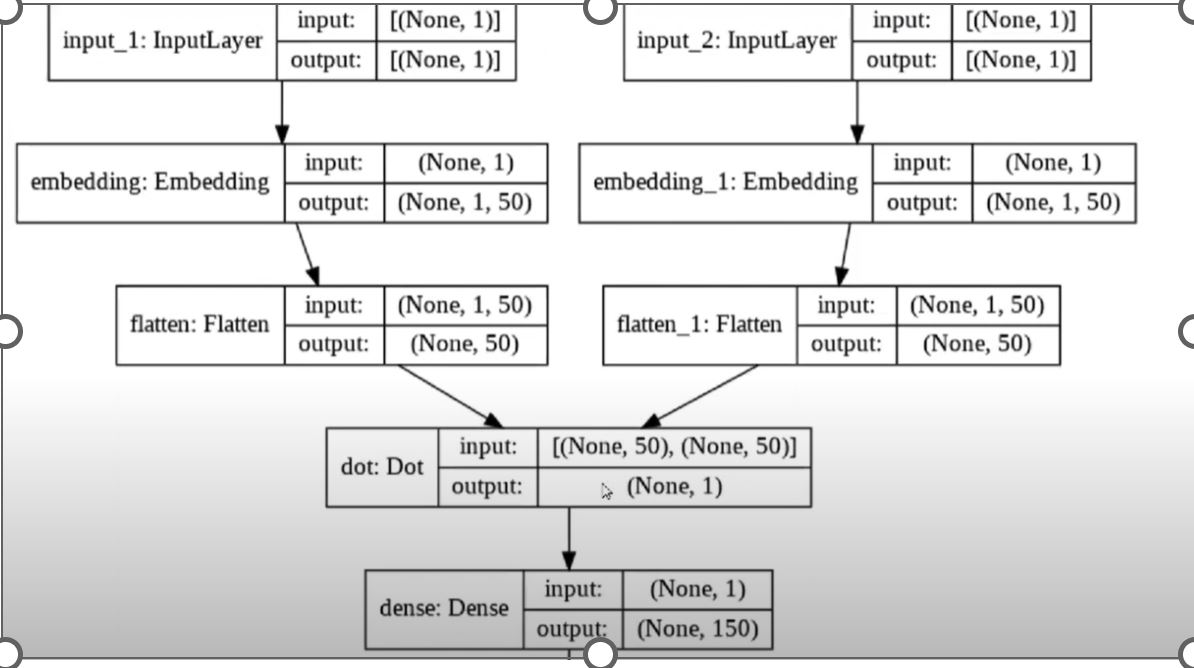 input_1: InputLayer
input: [(None, 1)]
output: [(None, 1)]
input_2: InputLayer
input: [(None, 1)]
output: [(None, 1)]
embedding: Embedding
input: (None, 1)
output: (None, 1, 50)
embedding_1: Embedding
input: (None, 1)
output: (None, 1, 50)
flatten: Flatten
input: (None, 1, 50)
output: (None, 50)
flatten_1: Flatten
input: (None, 1, 50)
output: (None, 50)
dot: Dot
input: [(None, 50), (None, 50)]
output: (None, 1)
dense: Dense
input: (None, 1)
output: (None, 150)